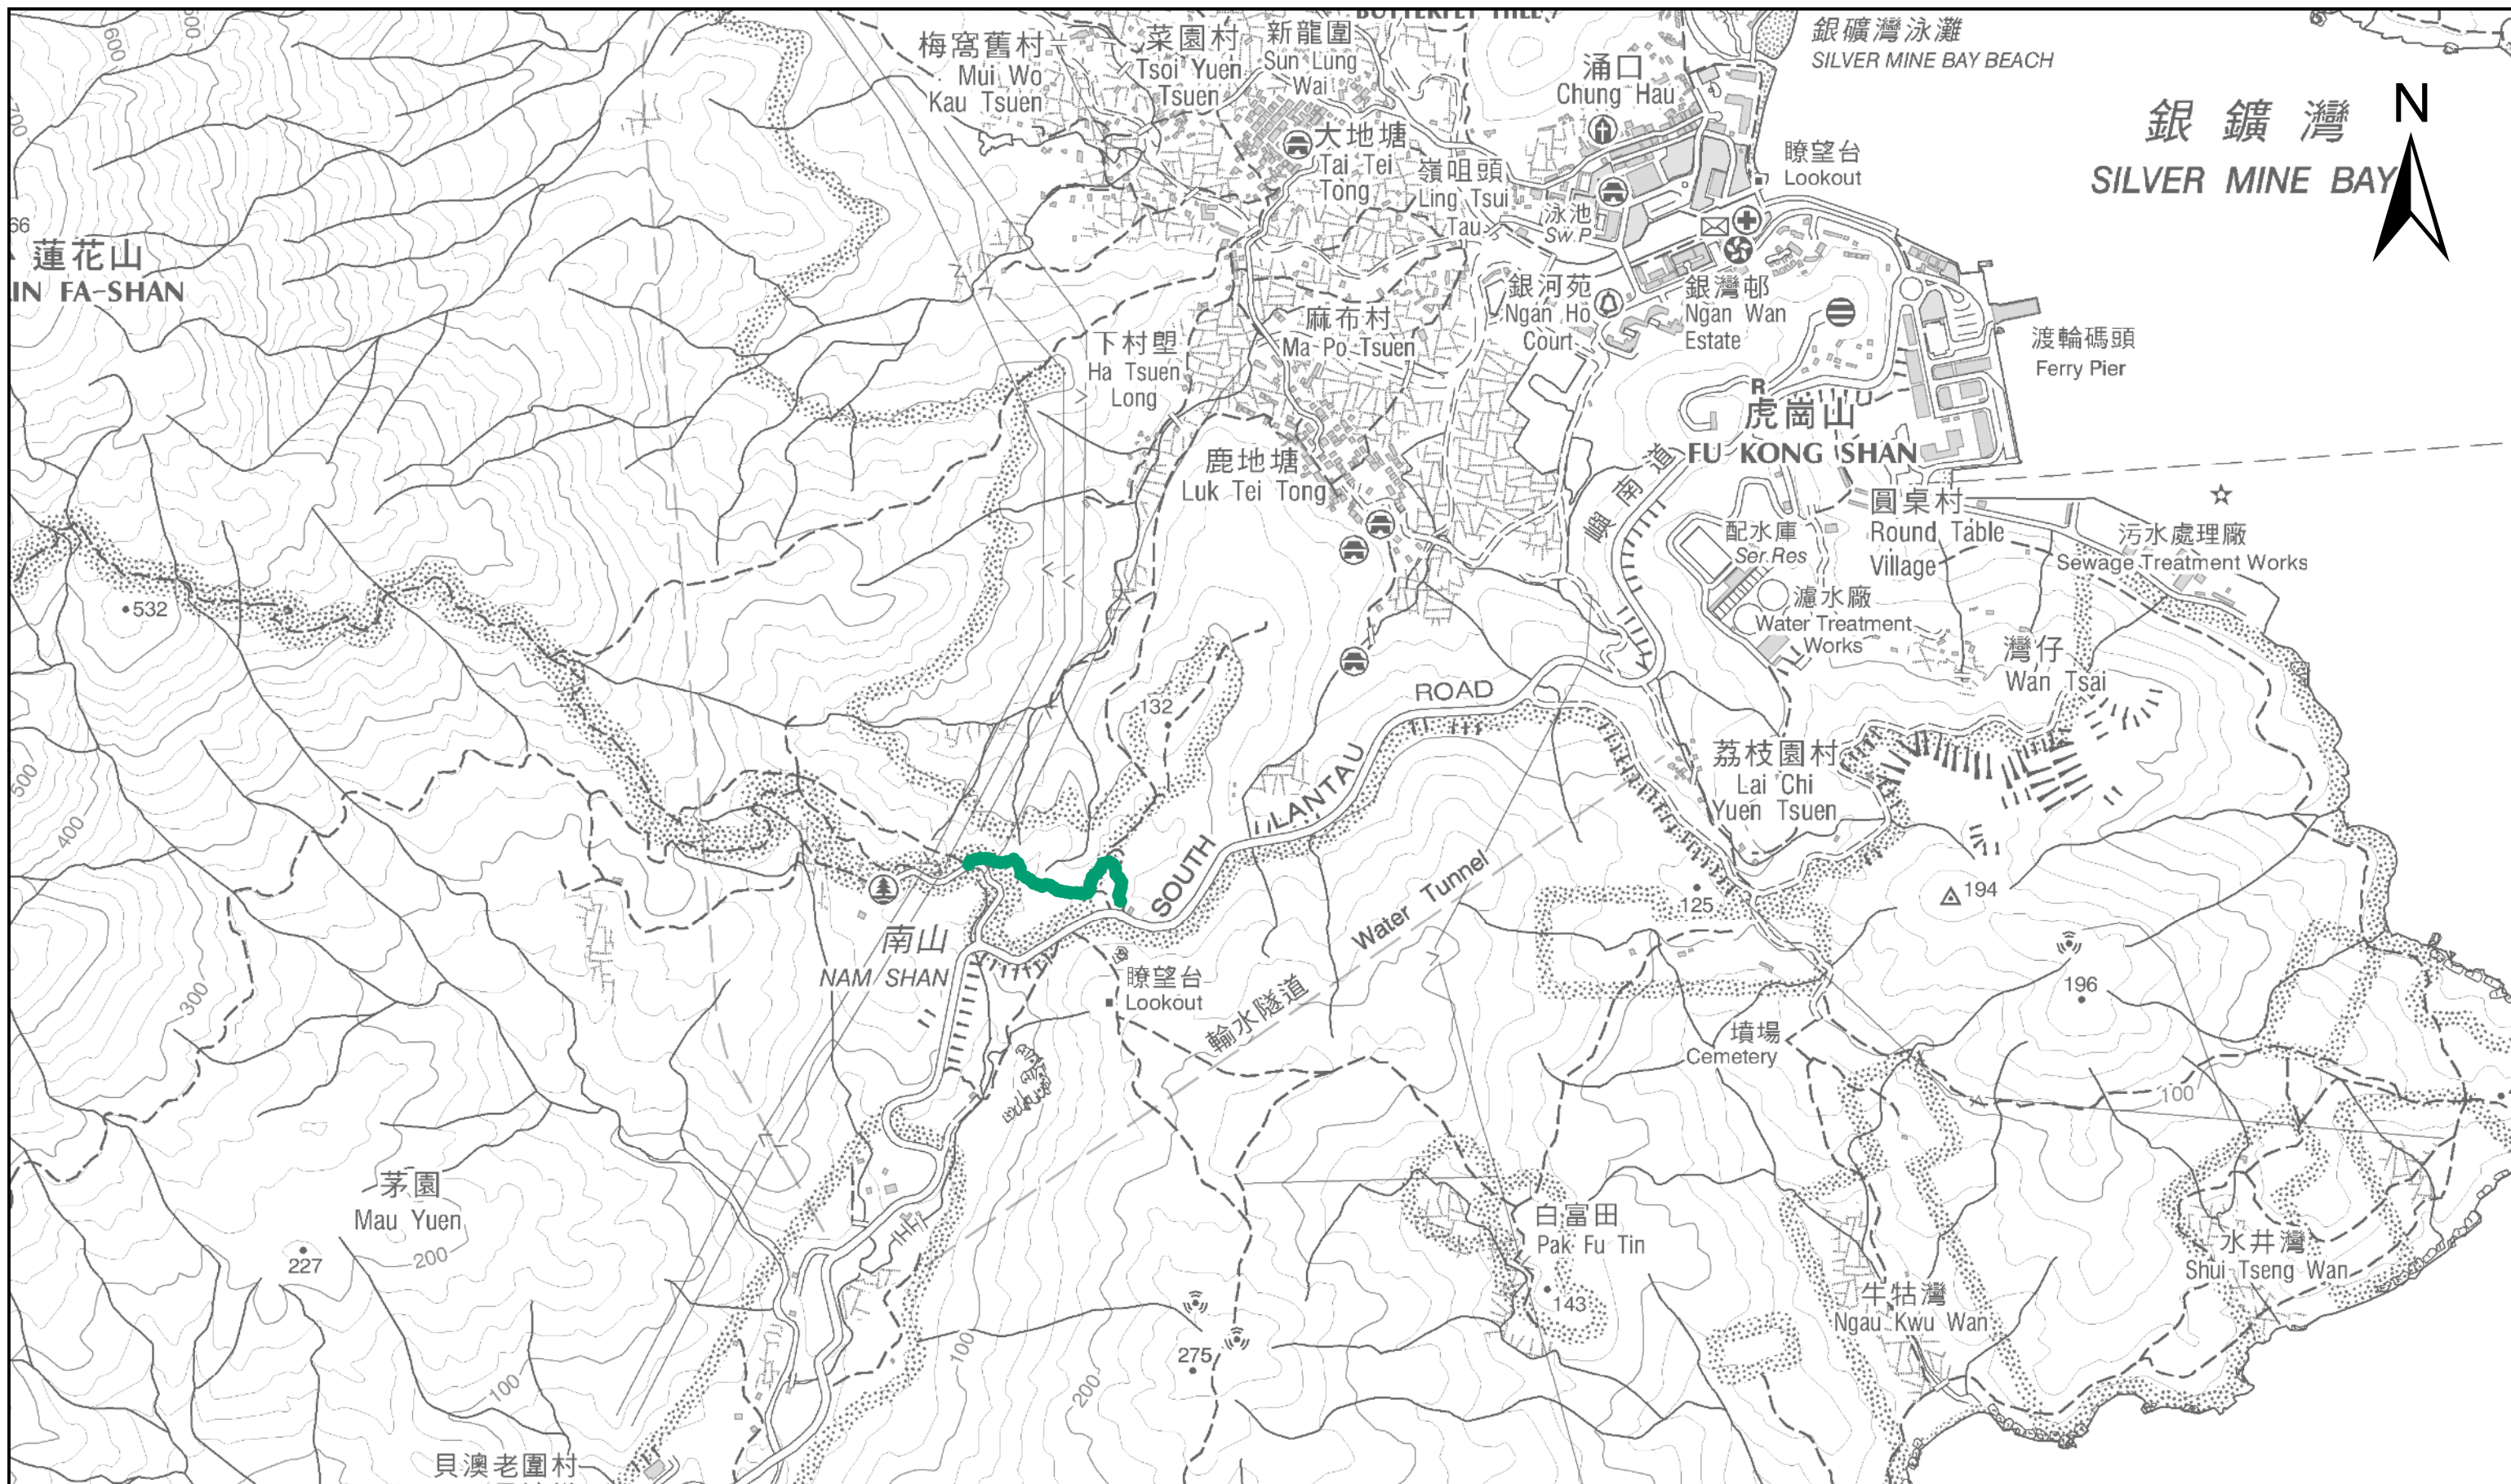 BUTTERFLY HILL
銀礦灣泳灘
SILVER MINE BAY BEACH
梅窩舊村
Mui Wo
Kau Tsuen
菜園村
Tsoi Yuen
Tsuen
新龍圍
Sun Lung
Wai
涌口
Chung Hau
N
銀鑛灣
SILVER MINE BAY
600
700
66
大地塘
Tai Tei
Tong
嶺咀頭
Ling Tsui
Tau
瞭望台
Lookout
泳池
Sw P
蓮花山
LIN FA-SHAN
銀河苑
Ngan Ho
Court
銀灣邨
Ngan Wan
Estate
麻布村
Ma Po Tsuen
下村塱
Ha Tsuen
Long
渡輪碼頭
Ferry Pier
R
虎崗山
FU KONG SHAN
鹿地塘
Luk Tei Tong
嶼南道
圓桌村
Round Table
Village
配水庫
Ser.Res
污水處理廠
Sewage Treatment Works
濾水廠
Water Treatment
Works
532
灣仔
Wan Tsai
132
SOUTH LANTAU ROAD
荔枝園村
Lai Chi
Yuen Tsuen
500
400
300
125
194
196
輸水隧道 Water Tunnel
南山
NAM SHAN
瞭望台
Lookout
墳場
Cemetery
100
茅園
Mau Yuen
227
200
100
白富田
Pak Fu Tin
143
水井灣
Shui Tseng Wan
牛牯灣
Ngau Kwu Wan
275
100
200
貝澳老圍村